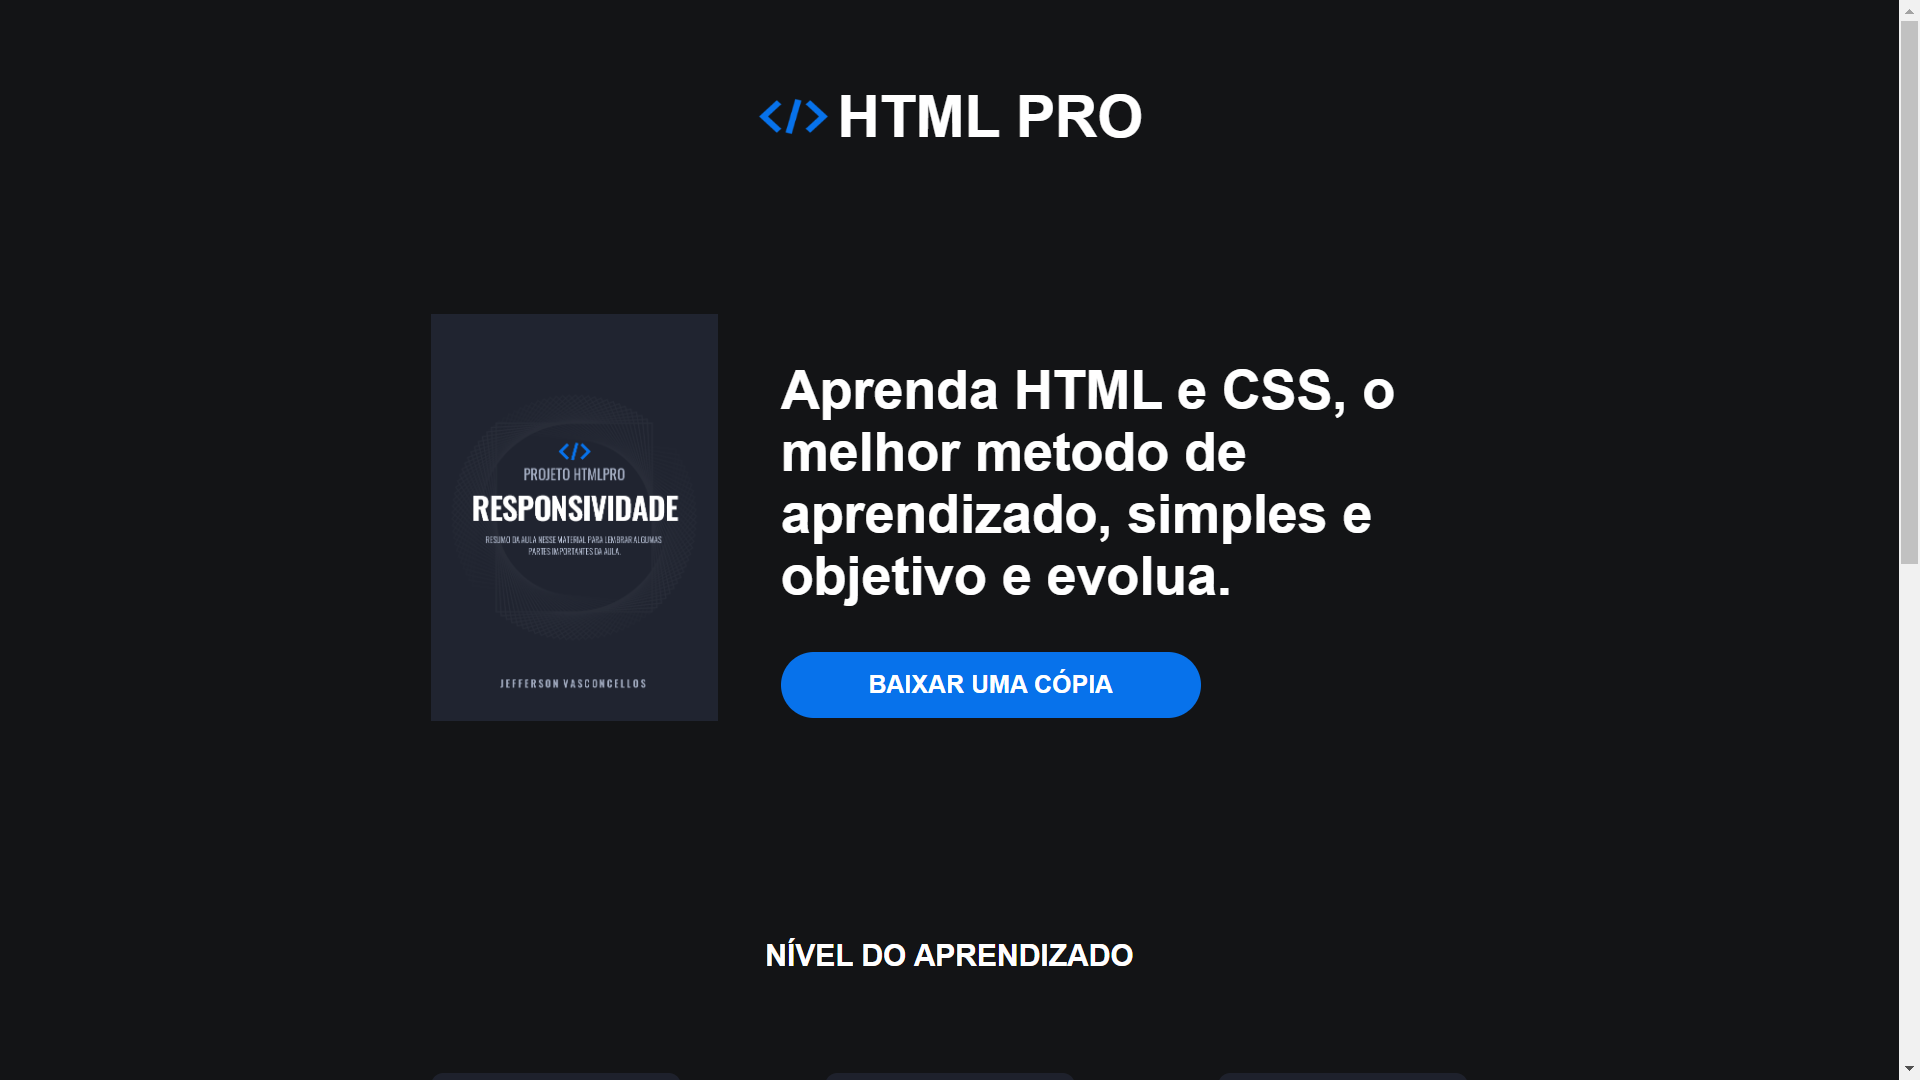 </> HTML PRO
</>
PROJETO HTMLPRO
RESPONSIVIDADE
RESUMO DA AULA NESSE MATERIAL PARA LEMBRAR ALGUMAS
PARTES IMPORTANTES DA AULA.
JEFFERSON VASCONCELLOS
Aprenda HTML e CSS, o
melhor metodo de
aprendizado, simples e
objetivo e evolua.
BAIXAR UMA CÓPIA
NÍVEL DO APRENDIZADO